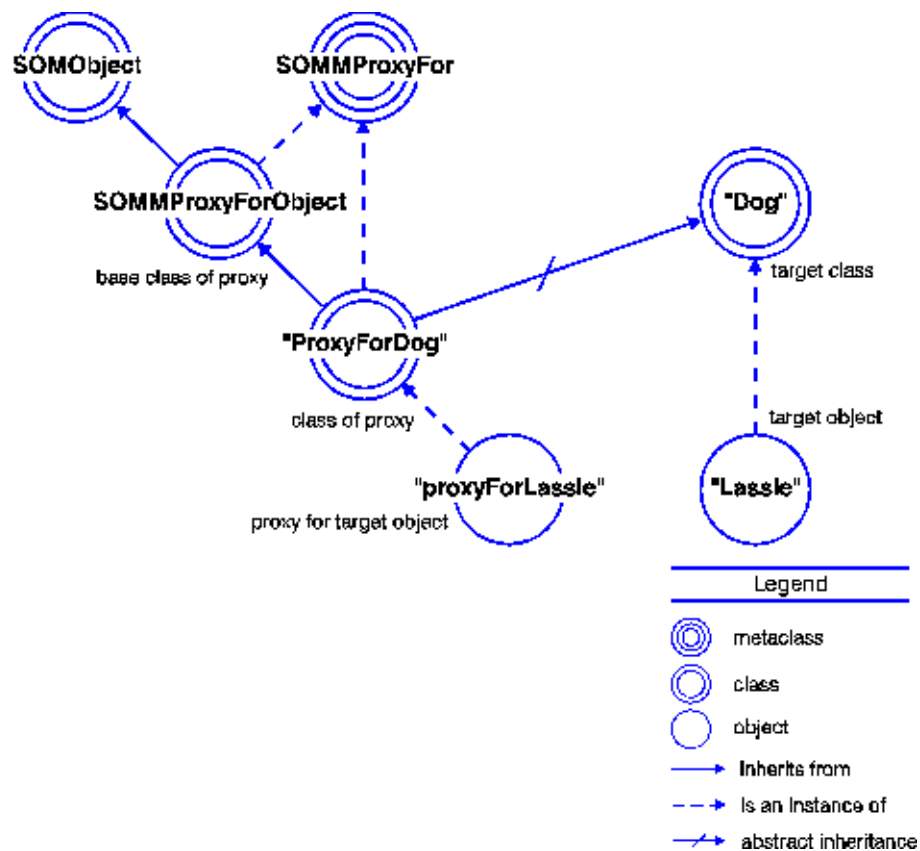 SOMObject
SOMMProxyFor
SOMMProxyForObject
"Dog"
base class of proxy
target class
"ProxyForDog"
class of proxy
target object
"proxyForLassie"
"Lassie"
proxy for target object
Legend
metaclass
class
object
Inherits from
Is an Instance of
abstract inheritance